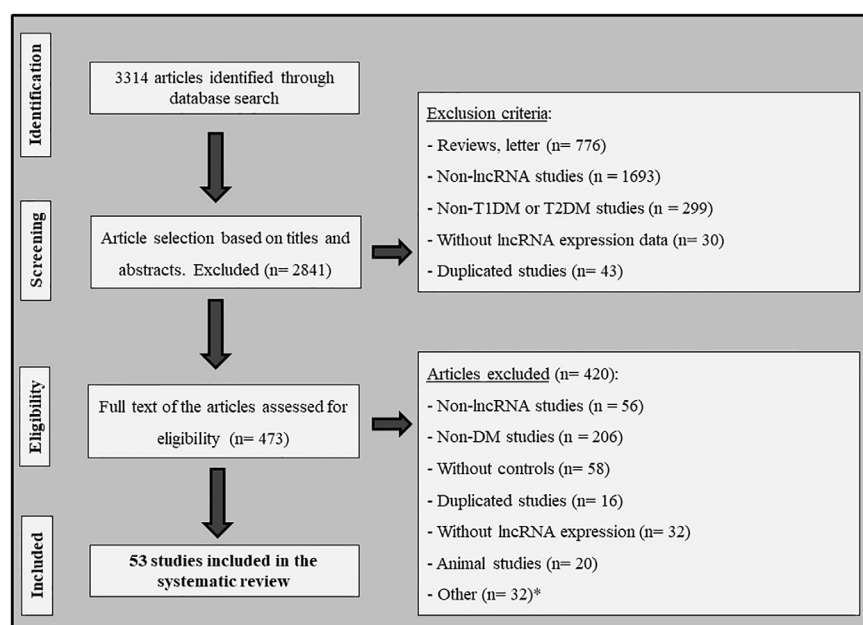 Identification
3314 articles identified through
database search
Exclusion criteria:
- Reviews, letter (n= 776)
- Non-lncRNA studies (n = 1693)
- Non-T1DM or T2DM studies (n = 299)
- Without lncRNA expression data (n= 30)
- Duplicated studies (n= 43)
Screening
Article selection based on titles and
abstracts. Excluded (n= 2841)
Eligibility
Full text of the articles assessed for
eligibility (n= 473)
Articles excluded (n= 420):
- Non-lncRNA studies (n= 56)
- Non-DM studies (n= 206)
- Without controls (n= 58)
- Duplicated studies (n= 16)
- Without lncRNA expression (n= 32)
- Animal studies (n= 20)
- Other (n= 32)*
Included
53 studies included in the
systematic review